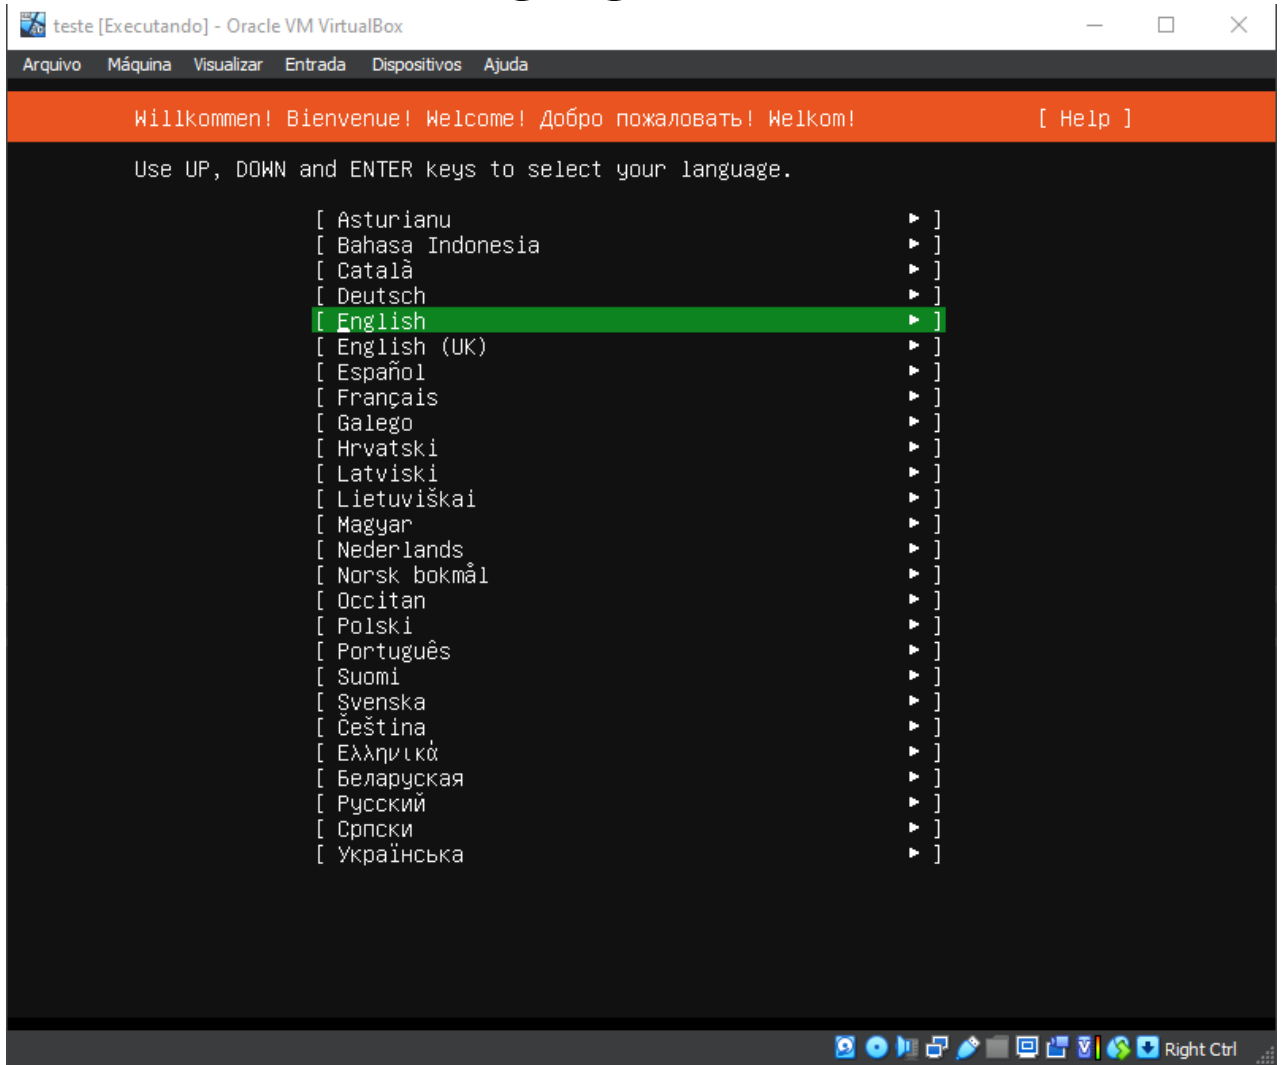 teste [Executando] - Oracle VM VirtualBox
Arquivo Máquina Visualizar Entrada Dispositivos Ajuda
Willkommen! Bienvenue! Welcome! Добро пожаловать! Welkom! [ Help ]
Use UP, DOWN and ENTER keys to select your language.
[ Asturianu ► ]
[ Bahasa Indonesia ► ]
[ Català ► ]
[ Deutsch ► ]
[ English ► ]
[ English (UK) ► ]
[ Español ► ]
[ Français ► ]
[ Galego ► ]
[ Hrvatski ► ]
[ Latviski ► ]
[ Lietuviškai ► ]
[ Magyar ► ]
[ Nederlands ► ]
[ Norsk bokmål ► ]
[ Occitan ► ]
[ Polski ► ]
[ Português ► ]
[ Suomi ► ]
[ Svenska ► ]
[ Čeština ► ]
[ Ελληνικά ► ]
[ Беларуская ► ]
[ Русский ► ]
[ Српски ► ]
[ Українська ► ]
Right Ctrl